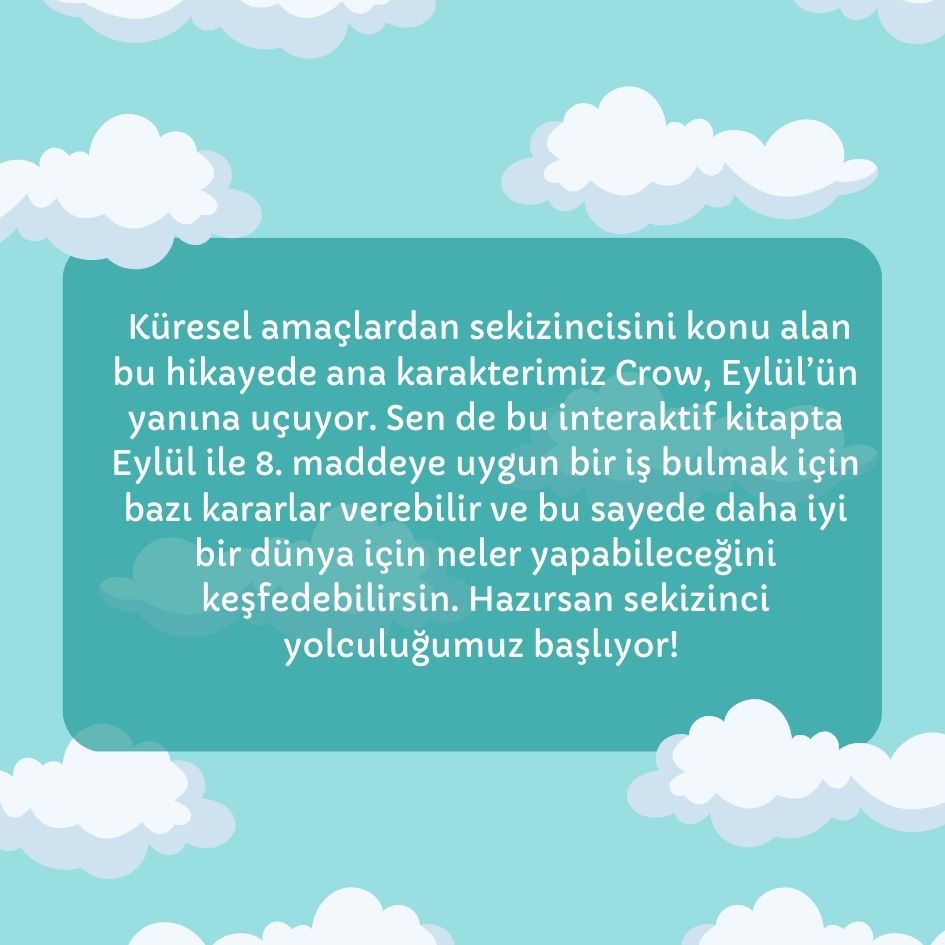 Küresel amaçlardan sekizincisini konu alan
bu hikayede ana karakterimiz Crow, Eylül’ün
yanına uçuyor. Sen de bu interaktif kitapta
Eylül ile 8. maddeye uygun bir iş bulmak için
bazı kararlar verebilir ve bu sayede daha iyi
bir dünya için neler yapabileceğini
keşfedebilirsin. Hazırsan sekizinci
yolculuğumuz başlıyor!